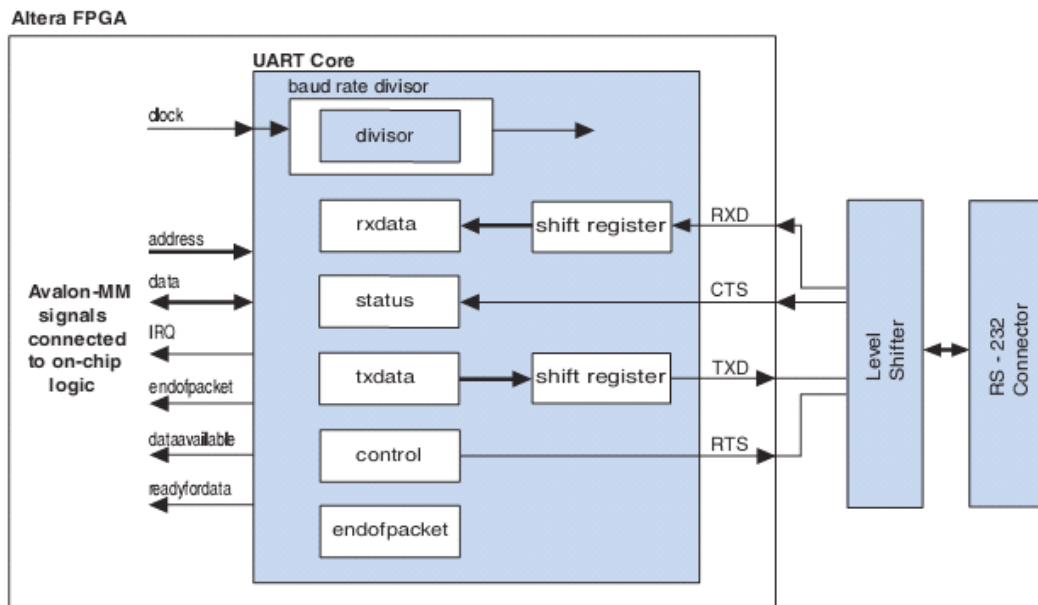 Altera FPGA
UART Core
baud rate divisor
clock
divisor
rxdata
shift register
RXD
address
data
status
CTS
Avalon-MM
signals
connected
to on-chip
logic
IRQ
txdata
shift register
TXD
endofpacket
dataavailable
control
RTS
readyfordata
endofpacket
Level
Shifter
RS - 232
Connector